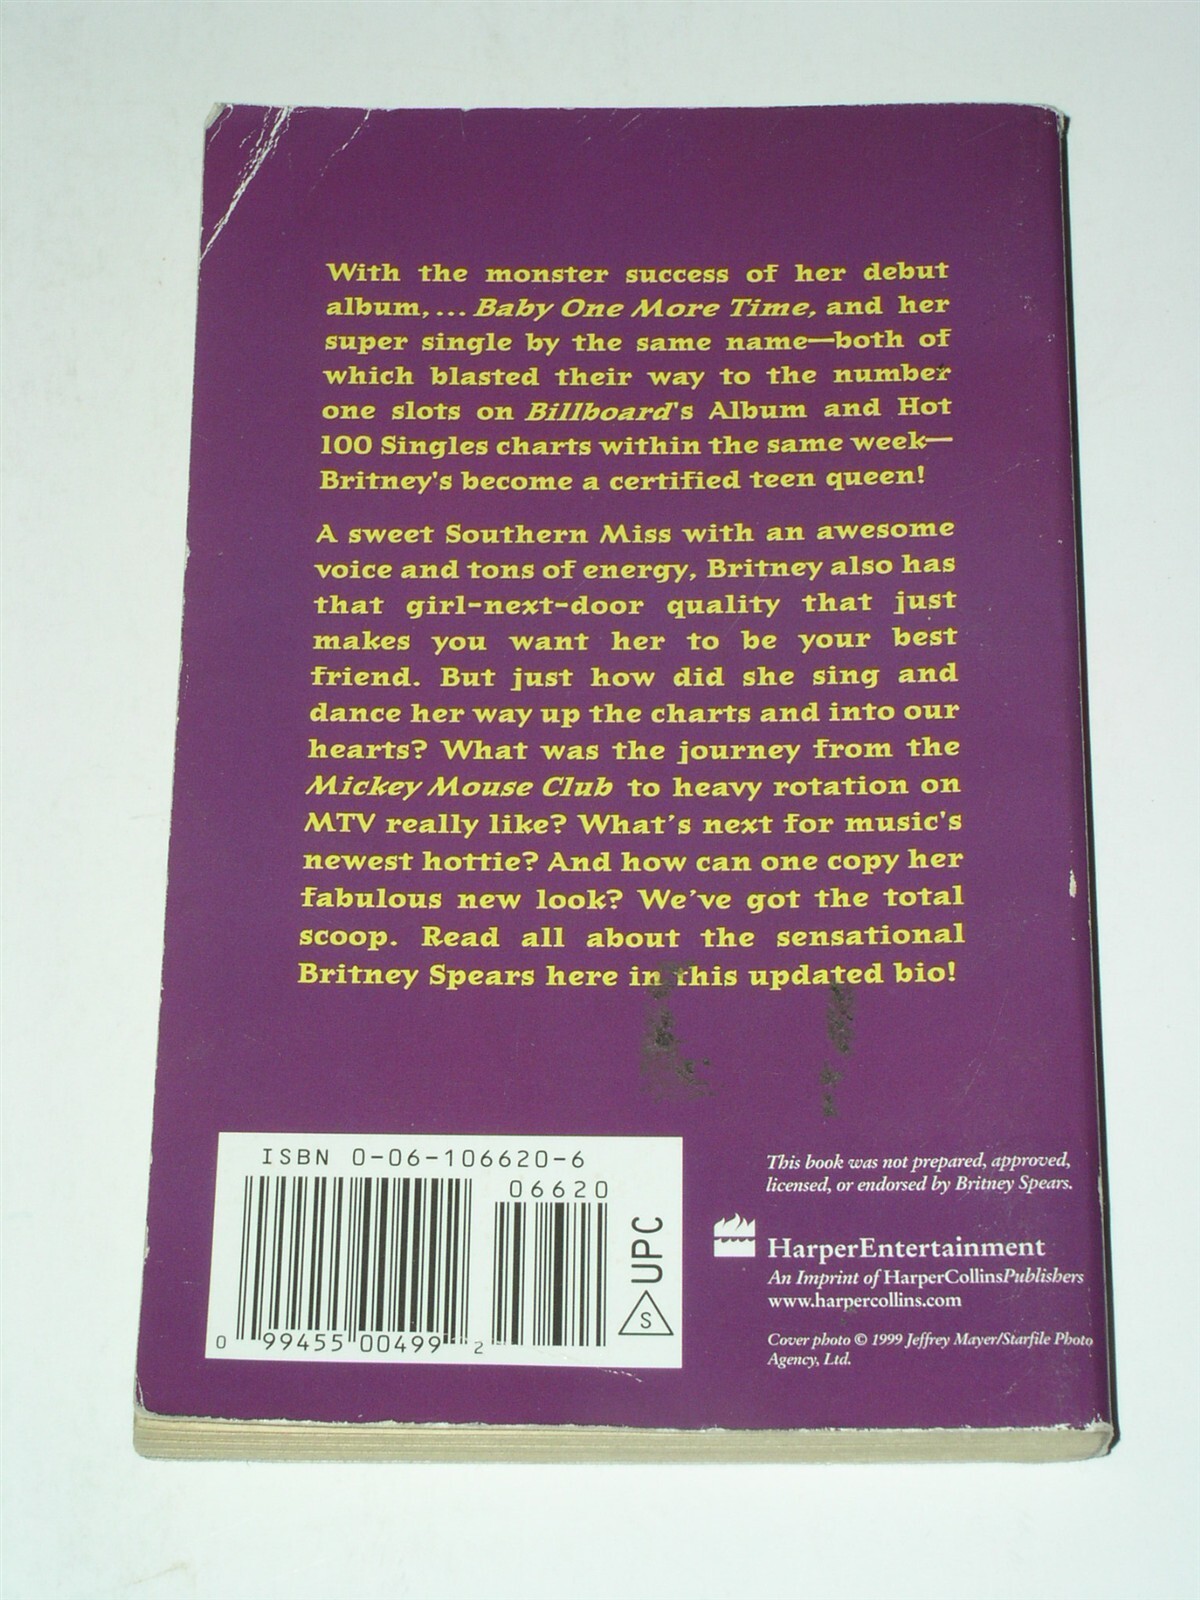 With the monster success of her debut
album,... Baby One More Time, and her
super single by the same name—both of
which blasted their way to the number
one slots on Billboard's Album and Hot
100 Singles charts within the same week—
Britney's become a certified teen queen!
A sweet Southern Miss with an awesome
voice and tons of energy, Britney also has
that girl-next-door quality that just
makes you want her to be your best
friend. But just how did she sing and
dance her way up the charts and into our
hearts? What was the journey from the
Mickey Mouse Club to heavy rotation on
MTV really like? What's next for music's
newest hottie? And how can one copy her
fabulous new look? We've got the total
scoop. Read all about the sensational
Britney Spears here in this updated bio!
ISBN 0-06-106620-6
06620
0 99455 00499 2
S UPC
This book was not prepared, approved,
licensed, or endorsed by Britney Spears.
HarperEntertainment
An Imprint of HarperCollinsPublishers
www.harpercollins.com
Cover photo © 1999 Jeffrey Mayer/Starfile Photo
Agency, Ltd.